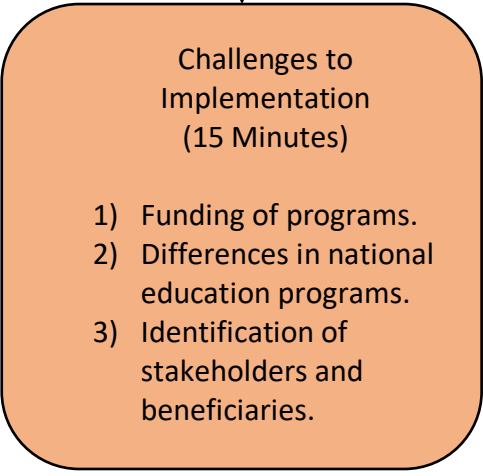 Challenges to
Implementation
(15 Minutes)
1) Funding of programs.
2) Differences in national
education programs.
3) Identification of
stakeholders and
beneficiaries.